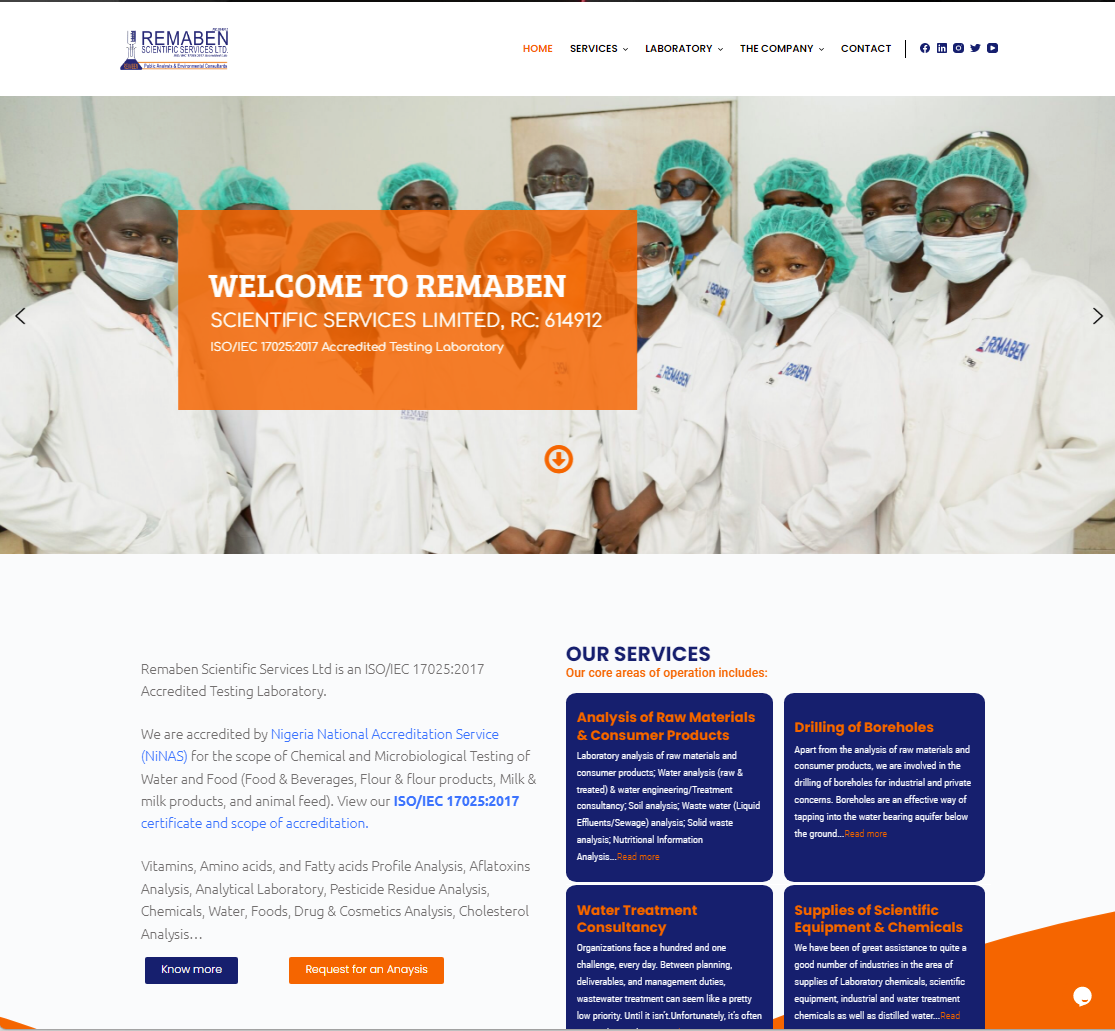 REMABEN
SCIENTIFIC SERVICES LTD.
Public Analysts & Environmental Consultants
HOME SERVICES LABORATORY THE COMPANY CONTACT
WELCOME TO REMABEN
SCIENTIFIC SERVICES LIMITED, RC: 614912
ISO/IEC 17025:2017 Accredited Testing Laboratory
REMABEN
REMABEN
REMABEN
REMABEN
Remaben Scientific Services Ltd is an ISO/IEC 17025:2017
Accredited Testing Laboratory.
We are accredited by Nigeria National Accreditation Service
(NiNAS) for the scope of Chemical and Microbiological Testing of
Water and Food (Food & Beverages, Flour & flour products, Milk &
milk products, and animal feed). View our ISO/IEC 17025:2017
certificate and scope of accreditation.
Vitamins, Amino acids, and Fatty acids Profile Analysis, Aflatoxins
Analysis, Analytical Laboratory, Pesticide Residue Analysis,
Chemicals, Water, Foods, Drug & Cosmetics Analysis, Cholesterol
Analysis...
Know more
Request for an Anaysis
OUR SERVICES
Our core areas of operation includes:
Analysis of Raw Materials
& Consumer Products
Laboratory analysis of raw materials and
consumer products; Water analysis (raw &
treated) & water engineering/Treatment
consultancy; Soil analysis; Waste water (Liquid
Effluents/Sewage) analysis; Solid waste
analysis; Nutritional Information
Analysis...Read more
Drilling of Boreholes
Apart from the analysis of raw materials and
consumer products, we are involved in the
drilling of boreholes for industrial and private
concerns. Boreholes are an effective way of
tapping into the water bearing aquifer below
the ground...Read more
Water Treatment
Consultancy
Organizations face a hundred and one
challenge, every day. Between planning,
deliverables, and management duties,
wastewater treatment can seem like a pretty
low priority. Until it isn't.Unfortunately, it's often
Supplies of Scientific
Equipment & Chemicals
We have been of great assistance to quite a
good number of industries in the area of
supplies of Laboratory chemicals, scientific
equipment, industrial and water treatment
chemicals as well as distilled water...Read